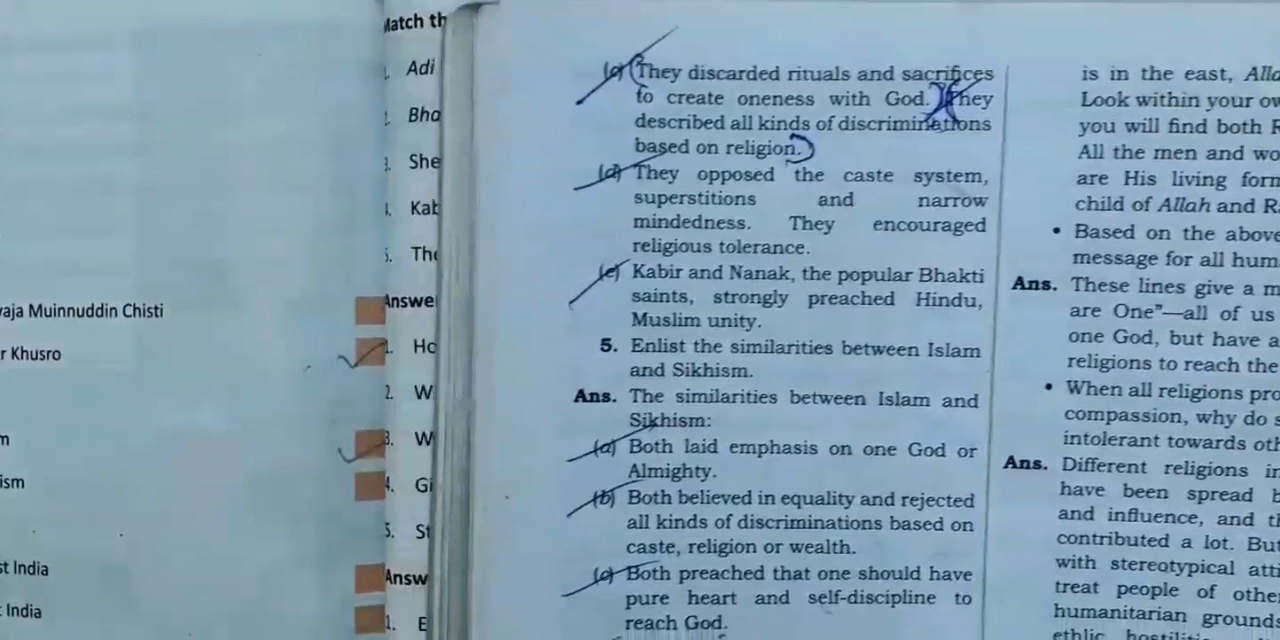 vaja Muinnuddin Chisti
r Khusro
m
ism
st India
India
Match th
Adi
Bha
She
Kab
5. The
Answe
1. Ho
2. W
3. W
4. Gi
5. St
Answ
1. E
(c) They discarded rituals and sacrifices
to create oneness with God. They
described all kinds of discriminations
based on religion.
(d) They opposed the caste system,
superstitions and narrow
mindedness. They encouraged
religious tolerance.
(e) Kabir and Nanak, the popular Bhakti
saints, strongly preached Hindu,
Muslim unity.
5. Enlist the similarities between Islam
and Sikhism.
Ans. The similarities between Islam and
Sikhism:
(a) Both laid emphasis on one God or
Almighty.
(b) Both believed in equality and rejected
all kinds of discriminations based on
caste, religion or wealth.
(c) Both preached that one should have
pure heart and self-discipline to
reach God.
is in the east, Alla
Look within your ow
you will find both R
All the men and wo
are His living form
child of Allah and R
• Based on the above
message for all hum
Ans. These lines give a m
are One"—all of us
one God, but have a
religions to reach the
• When all religions pro
compassion, why do s
intolerant towards oth
Ans. Different religions in
have been spread b
and influence, and th
contributed a lot. But
with stereotypical atti
treat people of othe
humanitarian grounds
ethlic hostiliti